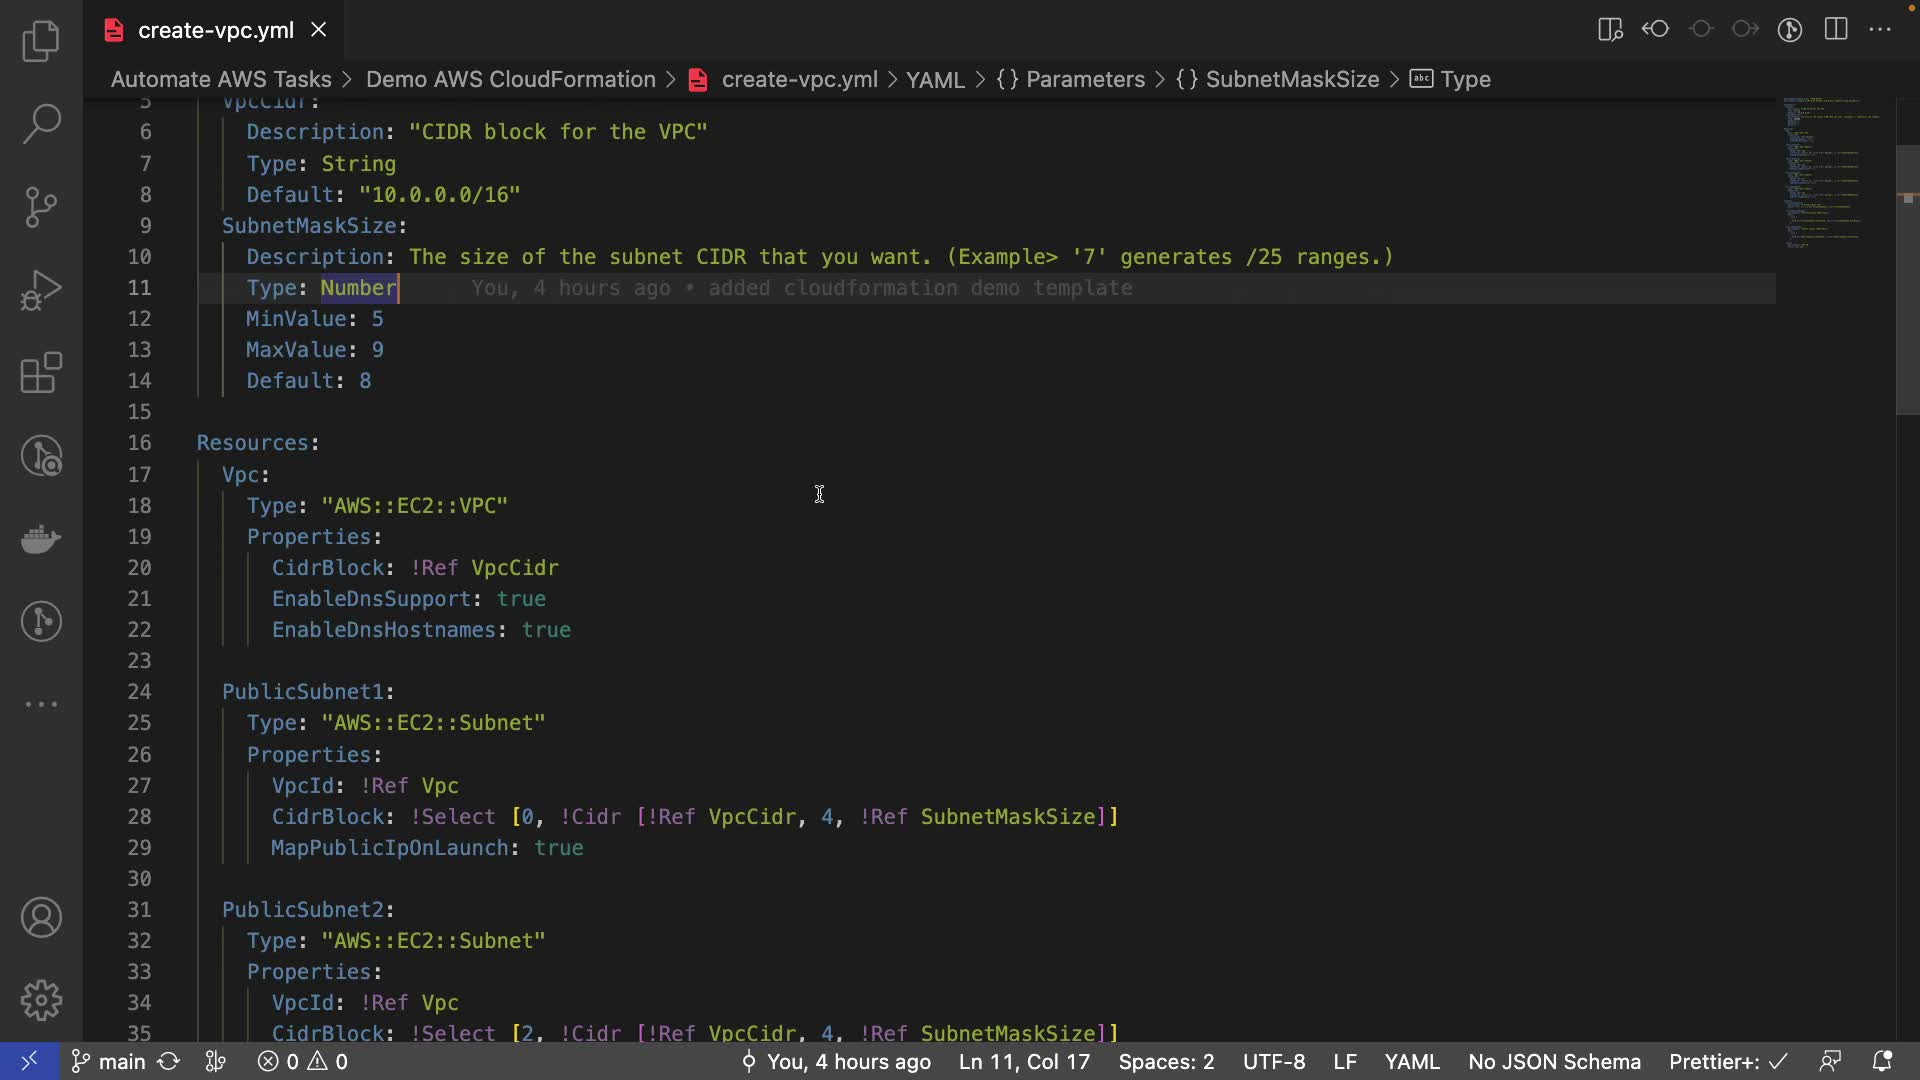 create-vpc.yml
Automate AWS Tasks > Demo AWS CloudFormation > create-vpc.yml > YAML > {} Parameters > {} SubnetMaskSize > abc Type
5 VpcCidr:
6 Description: "CIDR block for the VPC"
7 Type: String
8 Default: "10.0.0.0/16"
9 SubnetMaskSize:
10 Description: The size of the subnet CIDR that you want. (Example> '7' generates /25 ranges.)
11 Type: Number You, 4 hours ago • added cloudformation demo template
12 MinValue: 5
13 MaxValue: 9
14 Default: 8
15
16 Resources:
17 Vpc:
18 Type: "AWS::EC2::VPC"
19 Properties:
20 CidrBlock: !Ref VpcCidr
21 EnableDnsSupport: true
22 EnableDnsHostnames: true
23
24 PublicSubnet1:
25 Type: "AWS::EC2::Subnet"
26 Properties:
27 VpcId: !Ref Vpc
28 CidrBlock: !Select [0, !Cidr [!Ref VpcCidr, 4, !Ref SubnetMaskSize]]
29 MapPublicIpOnLaunch: true
30
31 PublicSubnet2:
32 Type: "AWS::EC2::Subnet"
33 Properties:
34 VpcId: !Ref Vpc
35 CidrBlock: !Select [2, !Cidr [!Ref VpcCidr, 4, !Ref SubnetMaskSize]]
main 0 0 You, 4 hours ago Ln 11, Col 17 Spaces: 2 UTF-8 LF YAML No JSON Schema Prettier+: ✓